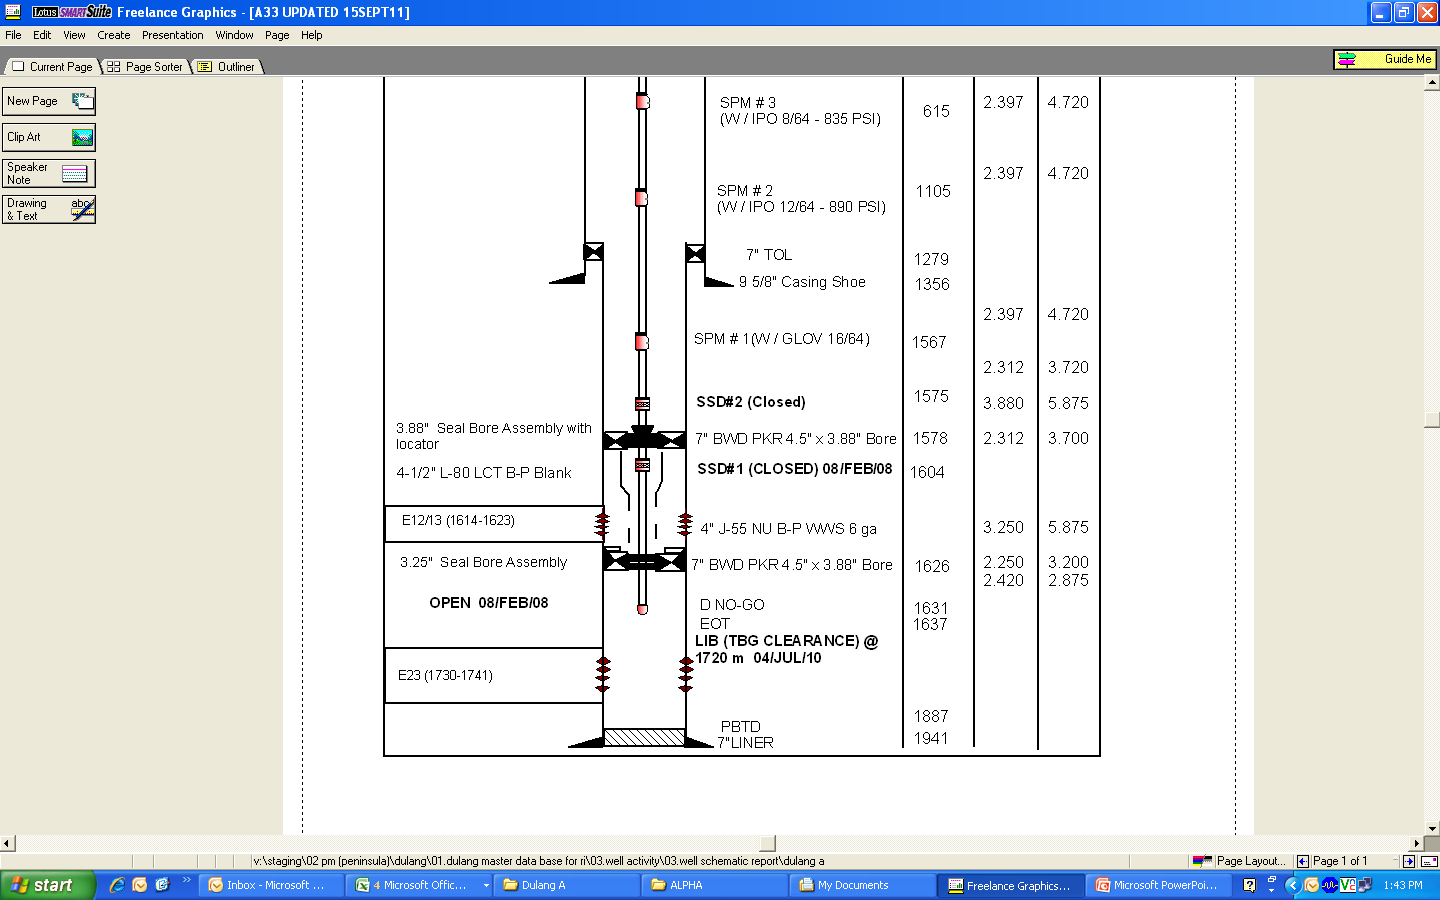 Lotus SMARTSuite Freelance Graphics - [A33 UPDATED 15SEPT11]
File Edit View Create Presentation Window Page Help
Current Page Page Sorter Outliner Guide Me
New Page
Clip Art
Speaker
Note
Drawing
& Text
abc
SPM # 3
(W / IPO 8/64 - 835 PSI)
615 2.397 4.720
SPM # 2
(W / IPO 12/64 - 890 PSI)
1105 2.397 4.720
7" TOL 1279
9 5/8" Casing Shoe 1356
2.397 4.720
SPM # 1(W / GLOV 16/64) 1567
2.312 3.720
SSD#2 (Closed) 1575
3.880 5.875
3.88" Seal Bore Assembly with
locator
7" BWD PKR 4.5" x 3.88" Bore 1578 2.312 3.700
4-1/2" L-80 LCT B-P Blank
SSD#1 (CLOSED) 08/FEB/08 1604
E12/13 (1614-1623)
4" J-55 NU B-P WWS 6 ga 3.250 5.875
3.25" Seal Bore Assembly
7" BWD PKR 4.5" x 3.88" Bore 1626 2.250 3.200
2.420 2.875
OPEN 08/FEB/08
D NO-GO 1631
EOT 1637
LIB (TBG CLEARANCE) @
1720 m 04/JUL/10
E23 (1730-1741)
PBTD 1887
7"LINER 1941
v:\staging\02 pm (peninsula)\dulang\01.dulang master data base for ri\03.well activity\03.well schematic report\dulang a Page Layout... Page 1 of 1
start Inbox - Microsoft ... 4 Microsoft Offic... Dulang A ALPHA My Documents Freelance Graphics... Microsoft PowerPoi... 1:43 PM